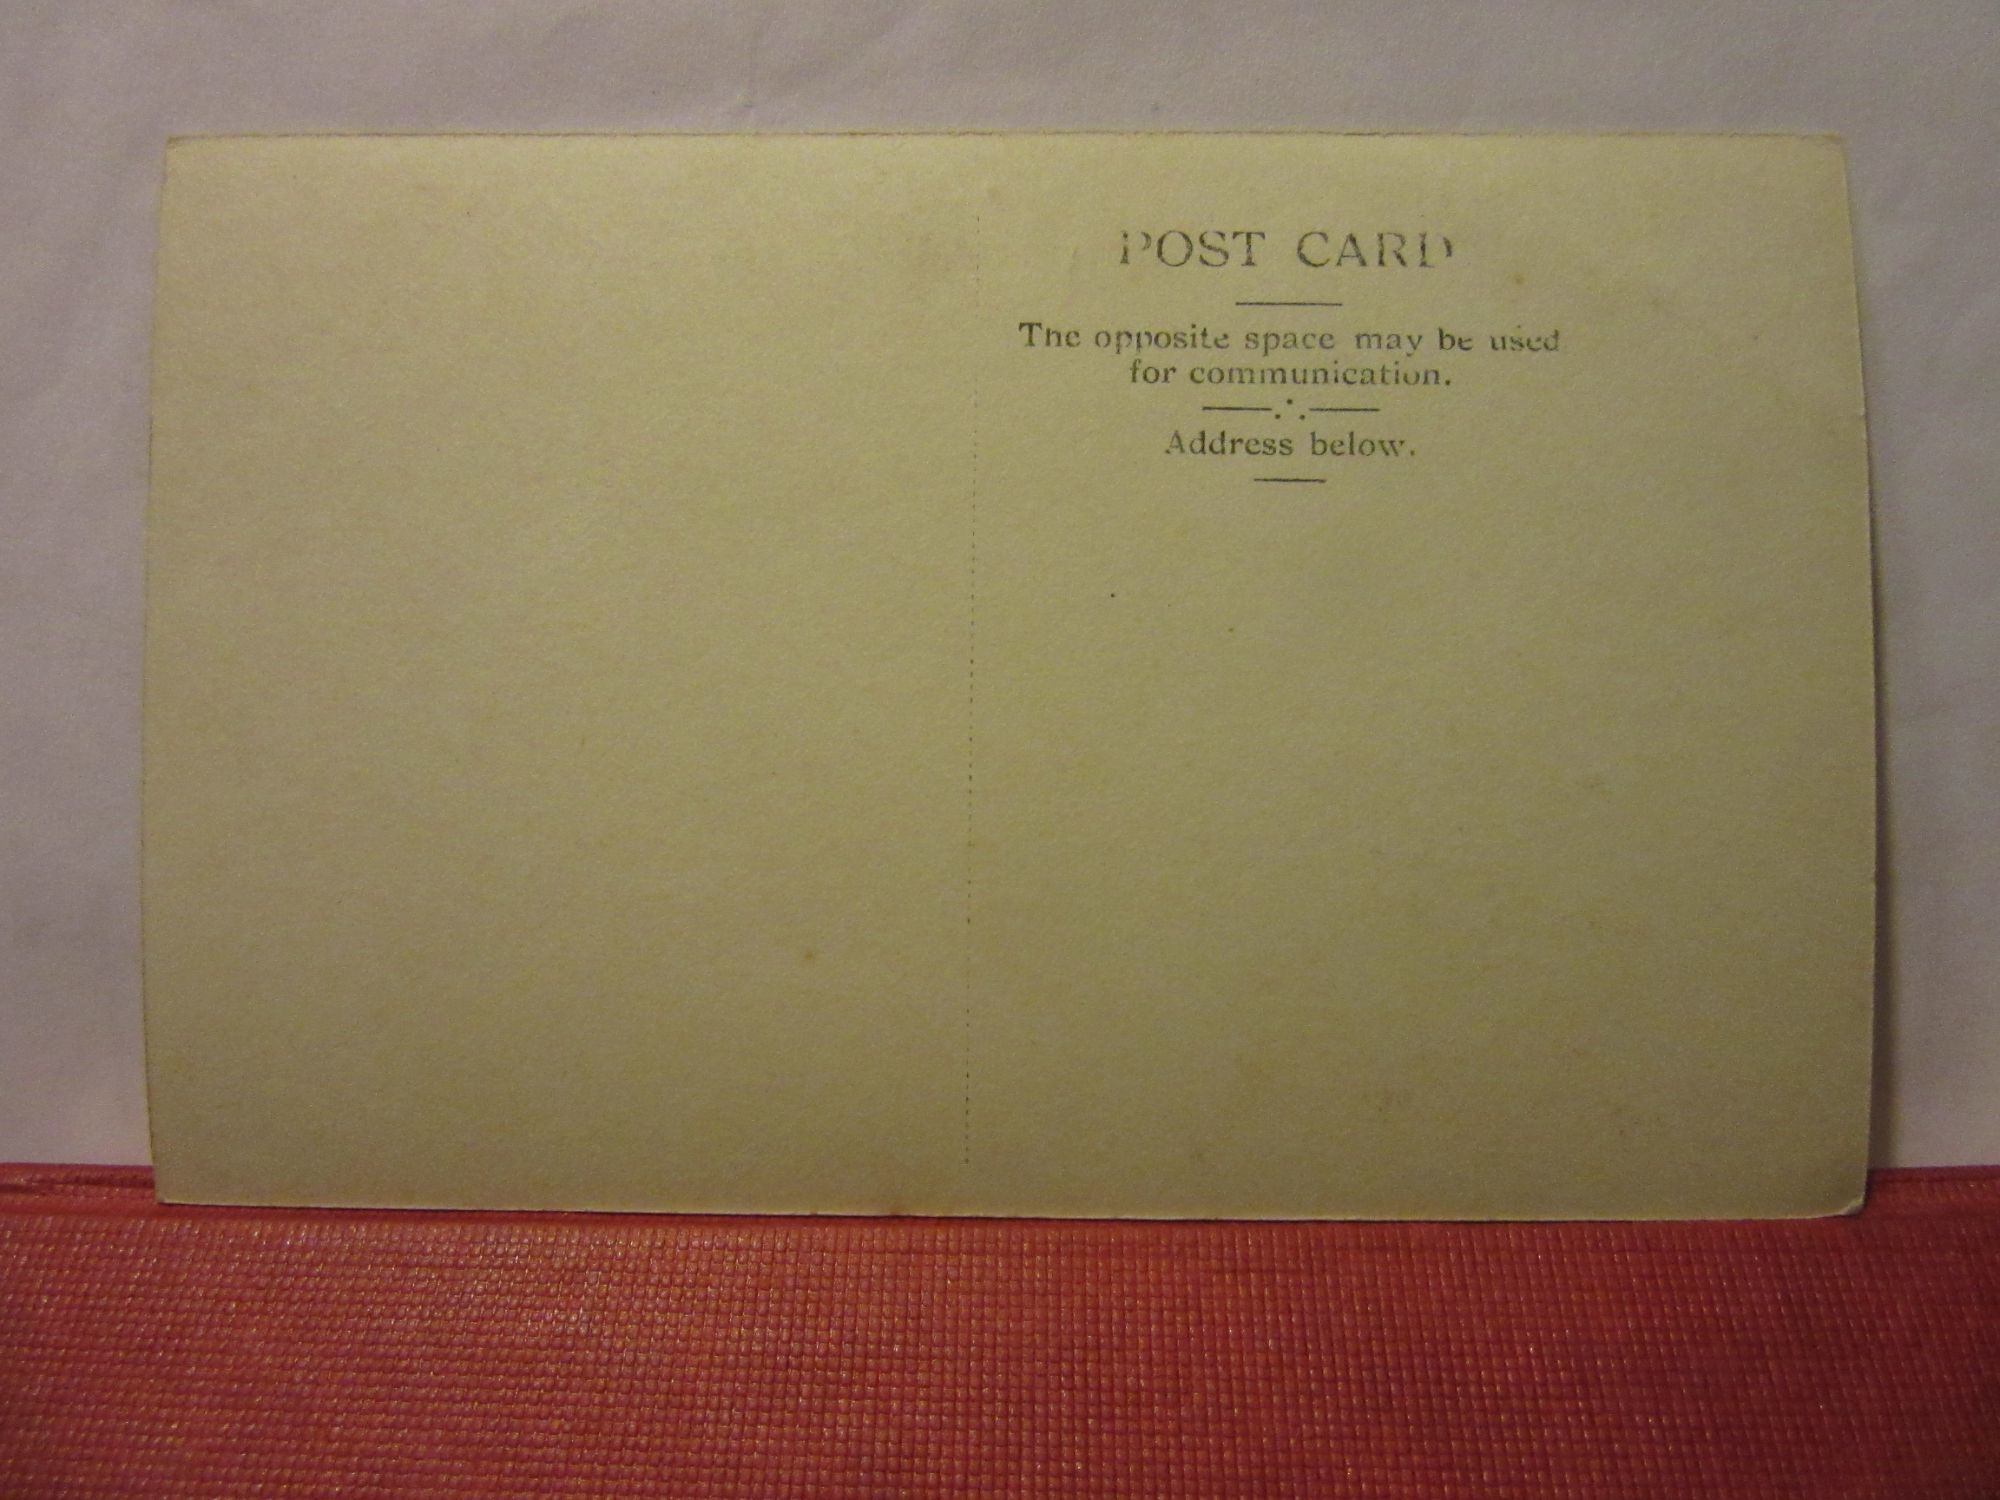 POST CARD
The opposite space may be used
for communication.
Address below.